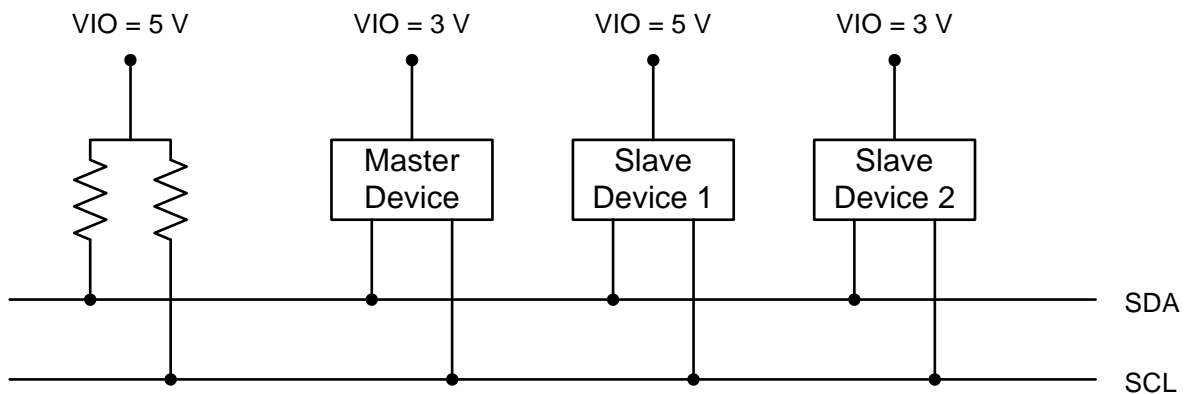 VIO = 5 V
VIO = 3 V
VIO = 5 V
VIO = 3 V
Master
Device
Slave
Device 1
Slave
Device 2
SDA
SCL